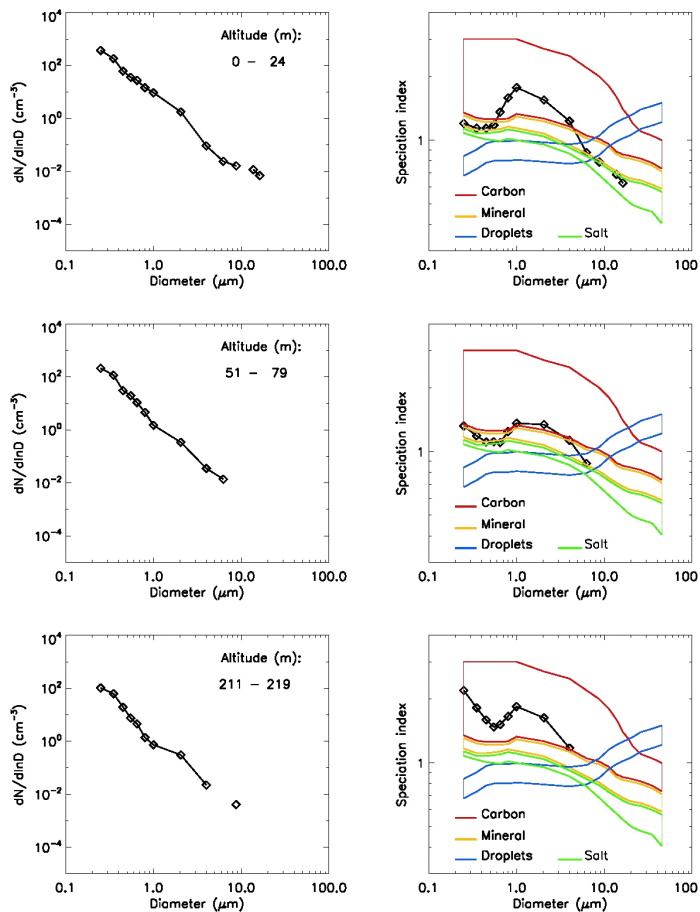 10⁴
10²
10⁰
10⁻²
10⁻⁴
dN/dlnD (cm⁻³)
Altitude (m):
0 – 24
0.1 1.0 10.0 100.0
Diameter (μm)
Speciation index
1
Carbon
Mineral
Droplets Salt
0.1 1.0 10.0 100
Diameter (μm)
10⁴
10²
10⁰
10⁻²
10⁻⁴
dN/dlnD (cm⁻³)
Altitude (m):
51 – 79
0.1 1.0 10.0 100.0
Diameter (μm)
Speciation index
1
Carbon
Mineral
Droplets Salt
0.1 1.0 10.0 100
Diameter (μm)
10⁴
10²
10⁰
10⁻²
10⁻⁴
dN/dlnD (cm⁻³)
Altitude (m):
211 – 219
0.1 1.0 10.0 100.0
Diameter (μm)
Speciation index
1
Carbon
Mineral
Droplets Salt
0.1 1.0 10.0 100
Diameter (μm)